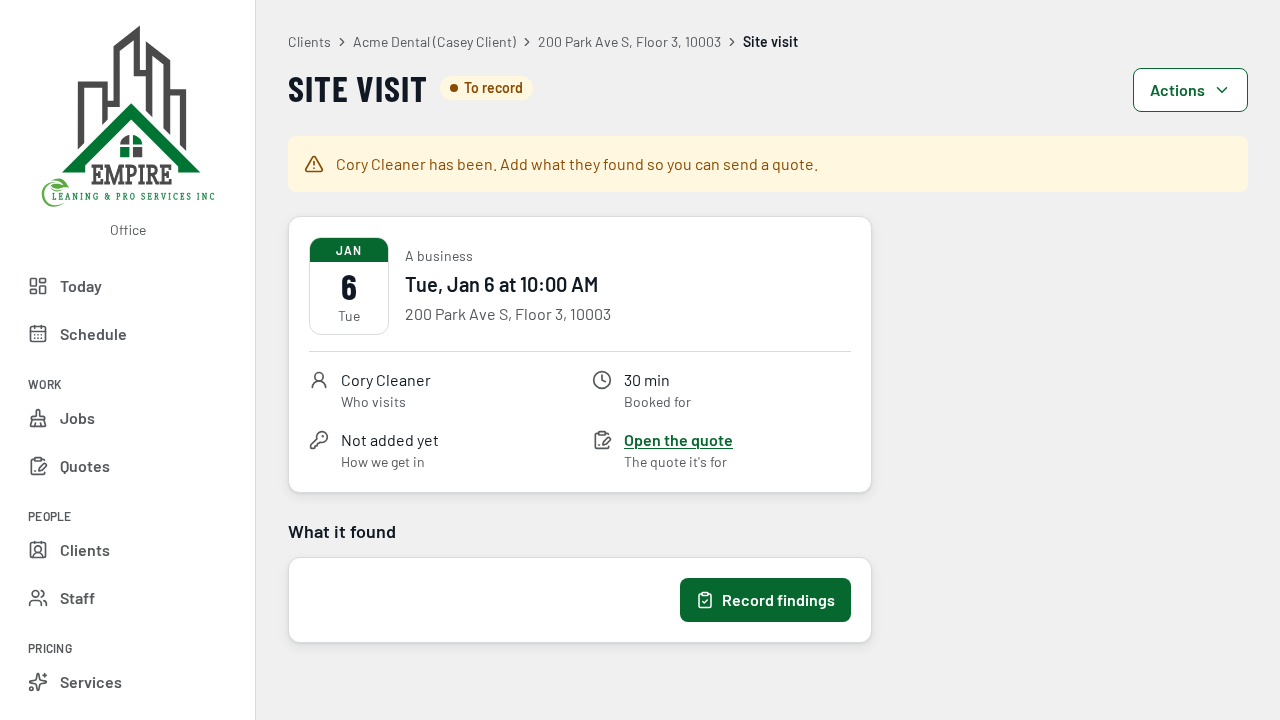 EMPIRE
LEANING & PRO SERVICES INC
Office
Today
Schedule
WORK
Jobs
Quotes
PEOPLE
Clients
Staff
PRICING
Services
Clients > Acme Dental (Casey Client) > 200 Park Ave S, Floor 3, 10003 > Site visit
SITE VISIT
To record
Actions
Cory Cleaner has been. Add what they found so you can send a quote.
JAN
6
Tue
A business
Tue, Jan 6 at 10:00 AM
200 Park Ave S, Floor 3, 10003
Cory Cleaner
Who visits
30 min
Booked for
Not added yet
How we get in
Open the quote
The quote it's for
What it found
Record findings